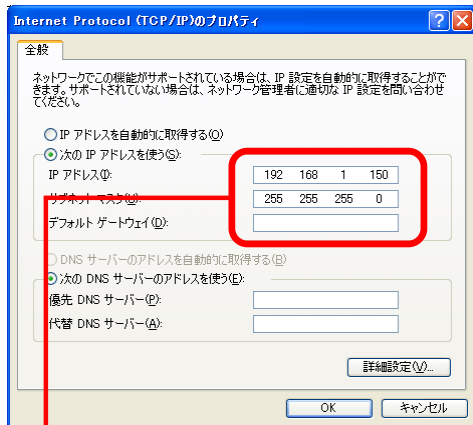 Internet Protocol (TCP/IP)のプロパティ
全般
ネットワークでこの機能がサポートされている場合は、IP 設定を自動的に取得することがで
きます。サポートされていない場合は、ネットワーク管理者に適切な IP 設定を問い合わせ
てください。
IP アドレスを自動的に取得する(O)
次の IP アドレスを使う(S):
IP アドレス(I): 192 168 1 150
サブネット マスク(U): 255 255 255 0
デフォルト ゲートウェイ(D):
DNS サーバーのアドレスを自動的に取得する(B)
次の DNS サーバーのアドレスを使う(E):
優先 DNS サーバー(P):
代替 DNS サーバー(A):
詳細設定(V)...
OK キャンセル